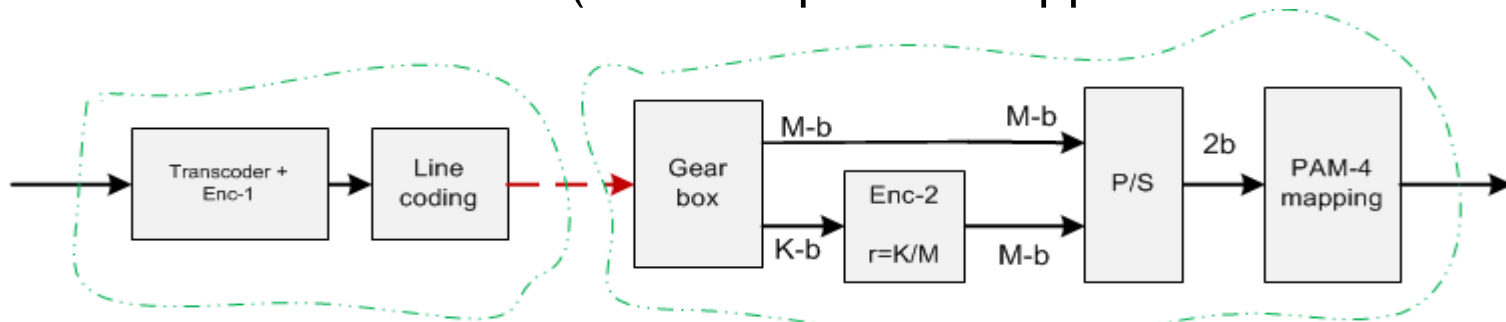 Transcoder +
Enc-1
Line
coding
Gear
box
M-b
M-b
K-b
Enc-2
r=K/M
M-b
P/S
2b
PAM-4
mapping